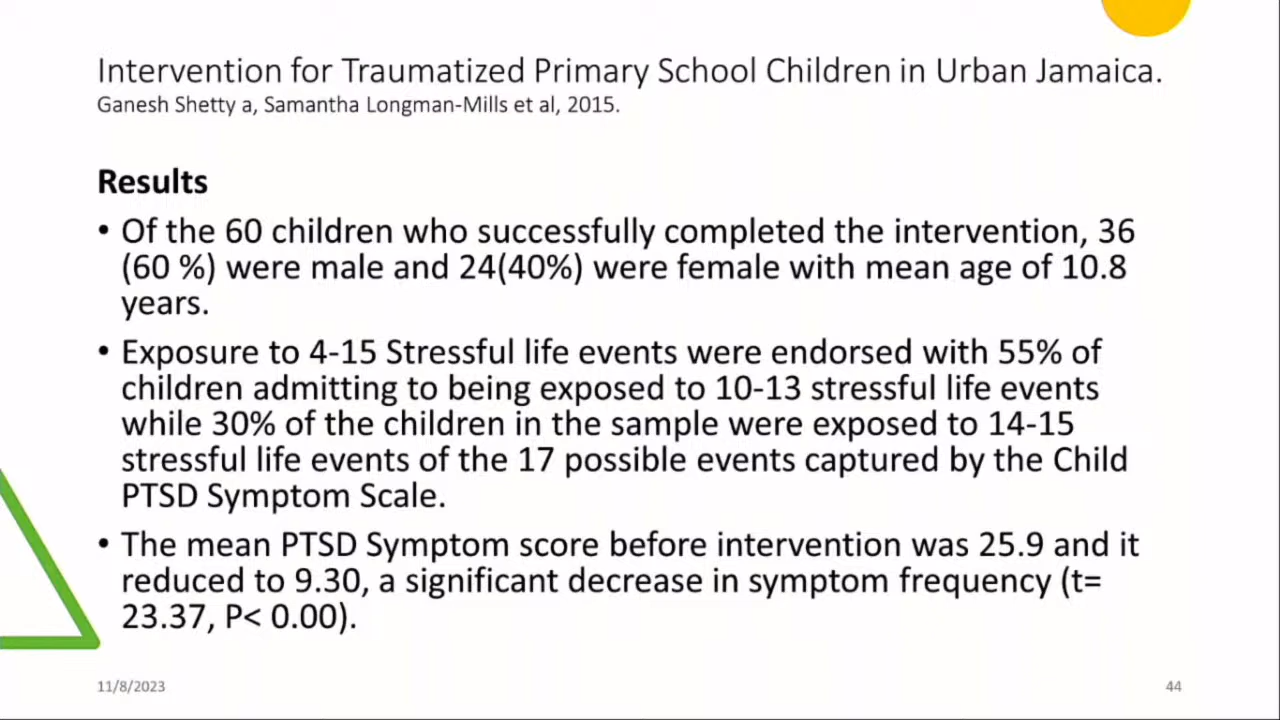 Intervention for Traumatized Primary School Children in Urban Jamaica.
Ganesh Shetty a, Samantha Longman-Mills et al, 2015.
Results
• Of the 60 children who successfully completed the intervention, 36
(60 %) were male and 24(40%) were female with mean age of 10.8
years.
• Exposure to 4-15 Stressful life events were endorsed with 55% of
children admitting to being exposed to 10-13 stressful life events
while 30% of the children in the sample were exposed to 14-15
stressful life events of the 17 possible events captured by the Child
PTSD Symptom Scale.
• The mean PTSD Symptom score before intervention was 25.9 and it
reduced to 9.30, a significant decrease in symptom frequency (t=
23.37, P< 0.00).
11/8/2023
44